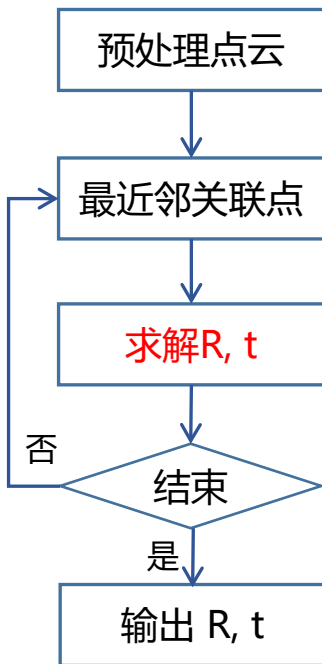 预处理点云
最近邻关联点
求解R, t
否
结束
是
输出 R, t